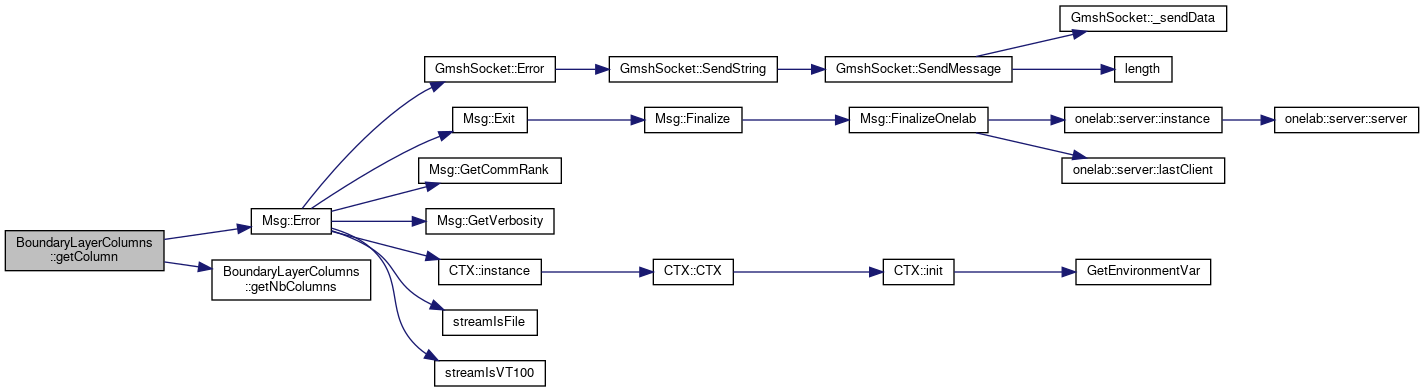 GmshSocket::_sendData
GmshSocket::Error
GmshSocket::SendString
GmshSocket::SendMessage
length
Msg::Exit
Msg::Finalize
Msg::FinalizeOnelab
onelab::server::instance
onelab::server::server
Msg::GetCommRank
onelab::server::lastClient
Msg::Error
Msg::GetVerbosity
BoundaryLayerColumns
::getColumn
BoundaryLayerColumns
::getNbColumns
CTX::instance
CTX::CTX
CTX::init
GetEnvironmentVar
streamIsFile
streamIsVT100